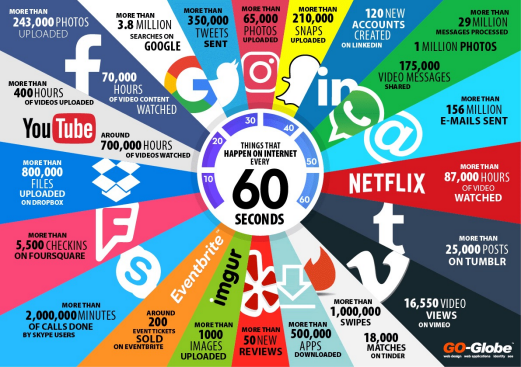 MORE THAN
243,000 PHOTOS
UPLOADED
70,000
HOURS
OF VIDEO CONTENT
WATCHED
MORE THAN
3.8 MILLION
SEARCHES ON
GOOGLE
MORE THAN
350,000
TWEETS
SENT
MORE THAN
65,000
PHOTOS
UPLOADED
MORE THAN
210,000
SNAPS
UPLOADED
120 NEW
ACCOUNTS
CREATED
ON LINKEDIN
in
MORE THAN
29 MILLION
MESSAGES PROCESSED
1 MILLION PHOTOS
175,000
VIDEO MESSAGES
SHARED
MORE THAN
156 MILLION
E-MAILS SENT
@
NETFLIX
MORE THAN
87,000 HOURS
OF VIDEO
WATCHED
MORE THAN
25,000 POSTS
ON TUMBLR
16,550 VIDEO
VIEWS
ON VIMEO
MORE THAN
1,000,000
SWIPES
18,000
MATCHES
ON TINDER
MORE THAN
500,000
APPS
DOWNLOADED
MORE THAN
50 NEW
REVIEWS
imgur
MORE THAN
1000
IMAGES
UPLOADED
Eventbrite
AROUND
200
EVENT TICKETS
SOLD
ON EVENTBRITE
MORE THAN
2,000,000 MINUTES
OF CALLS DONE
BY SKYPE USERS
MORE THAN
5,500 CHECKINS
ON FOURSQUARE
MORE THAN
800,000
FILES
UPLOADED
ON DROPBOX
MORE THAN
400 HOURS
OF VIDEOS UPLOADED
YouTube
AROUND
700,000 HOURS
OF VIDEOS WATCHED
10
20
30
40
50
60
THINGS THAT
HAPPEN ON INTERNET
EVERY
60
SECONDS
GO-Globe
web design web applications identity seo